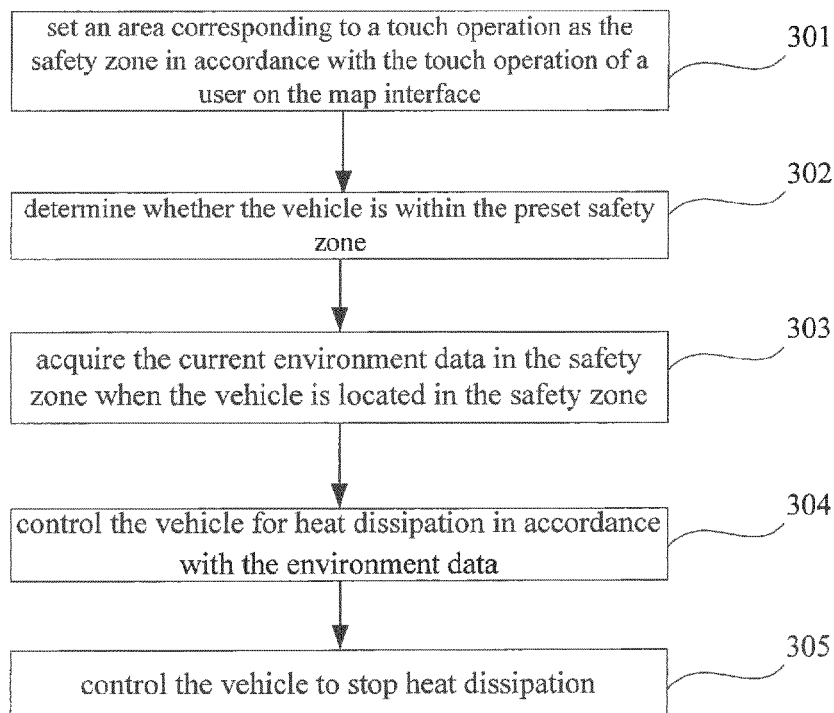 set an area corresponding to a touch operation as the
safety zone in accordance with the touch operation of a
user on the map interface
301
302
determine whether the vehicle is within the preset safety
zone
303
acquire the current environment data in the safety
zone when the vehicle is located in the safety zone
304
control the vehicle for heat dissipation in accordance
with the environment data
305
control the vehicle to stop heat dissipation